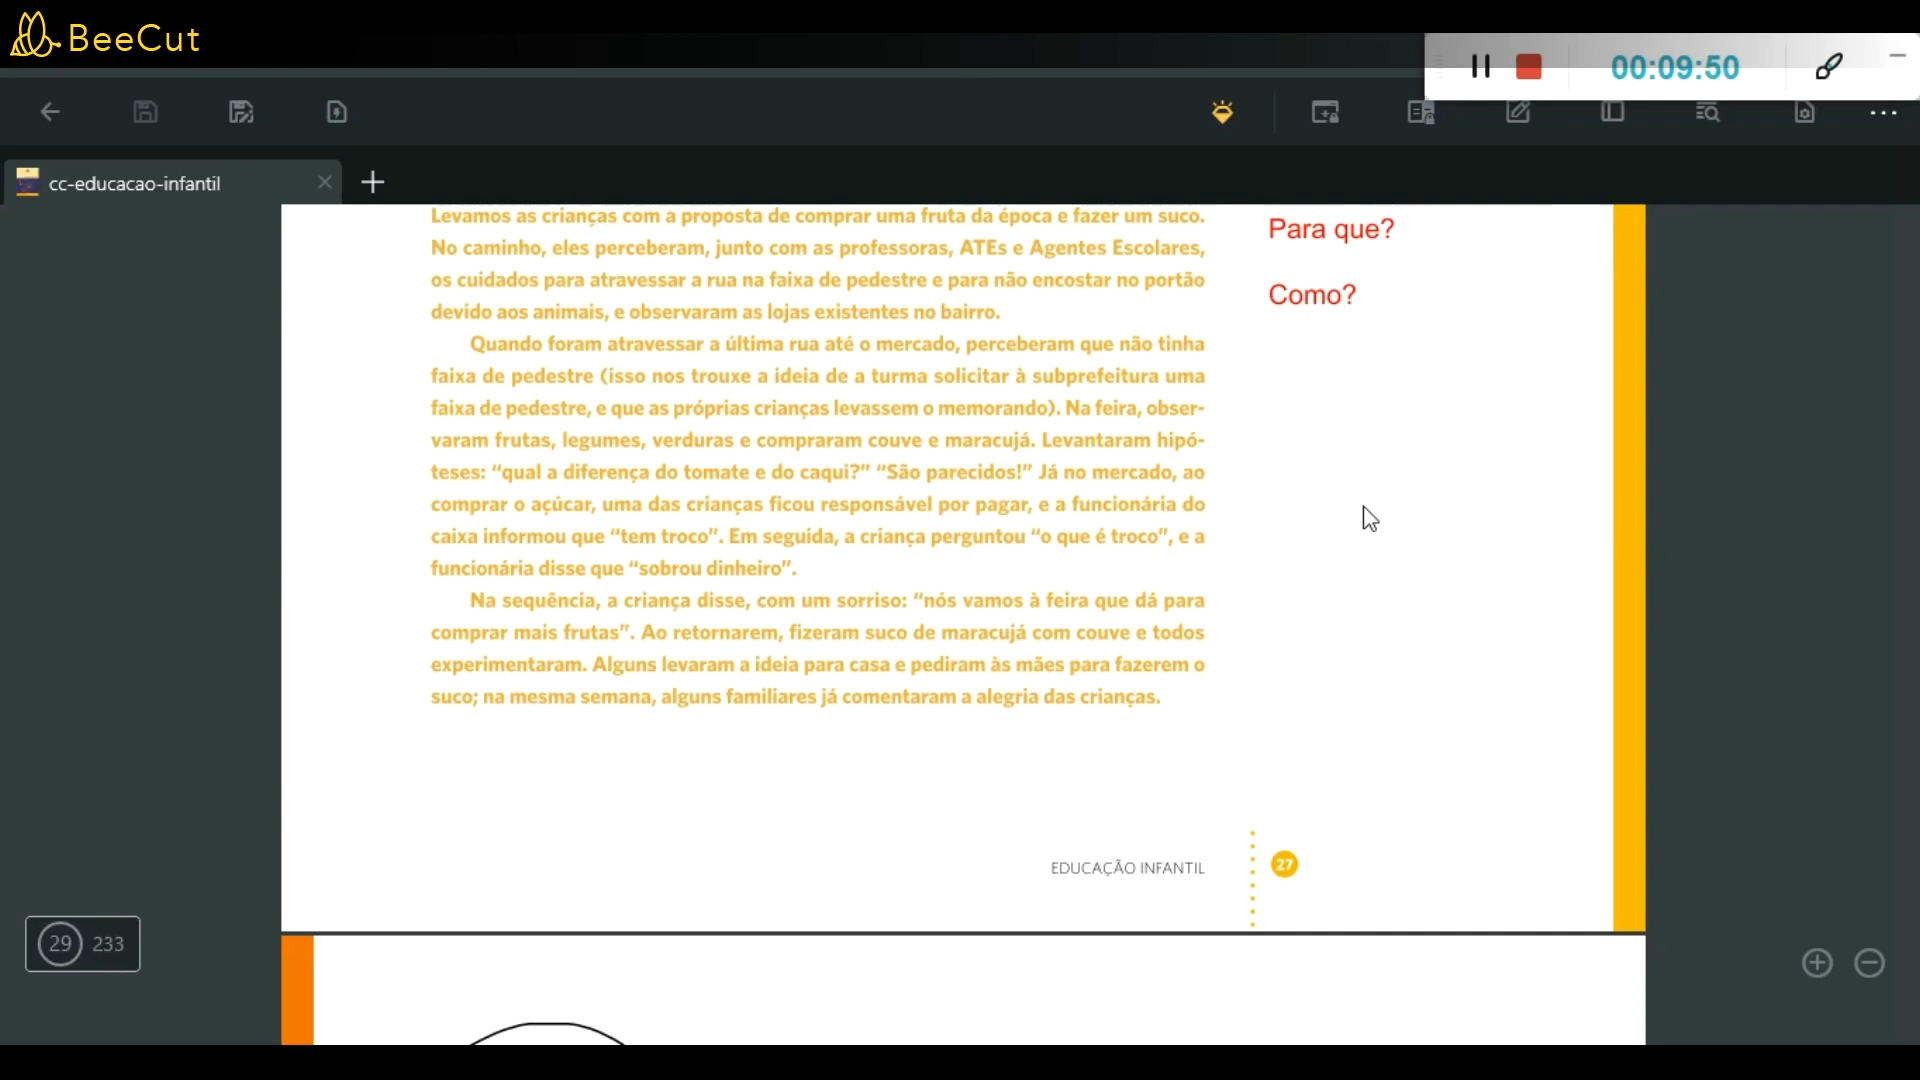 BeeCut
00:09:50
cc-educacao-infantil
Levamos as crianças com a proposta de comprar uma fruta da época e fazer um suco.
No caminho, eles perceberam, junto com as professoras, ATEs e Agentes Escolares,
os cuidados para atravessar a rua na faixa de pedestre e para não encostar no portão
devido aos animais, e observaram as lojas existentes no bairro.
Quando foram atravessar a última rua até o mercado, perceberam que não tinha
faixa de pedestre (isso nos trouxe a ideia de a turma solicitar à subprefeitura uma
faixa de pedestre, e que as próprias crianças levassem o memorando). Na feira, obser-
varam frutas, legumes, verduras e compraram couve e maracujá. Levantaram hipó-
teses: “qual a diferença do tomate e do caqui?” “São parecidos!” Já no mercado, ao
comprar o açúcar, uma das crianças ficou responsável por pagar, e a funcionária do
caixa informou que “tem troco”. Em seguida, a criança perguntou “o que é troco”, e a
funcionária disse que “sobrou dinheiro”.
Na sequência, a criança disse, com um sorriso: “nós vamos à feira que dá para
comprar mais frutas”. Ao retornarem, fizeram suco de maracujá com couve e todos
experimentaram. Alguns levaram a ideia para casa e pediram às mães para fazerem o
suco; na mesma semana, alguns familiares já comentaram a alegria das crianças.
Para que?
Como?
EDUCAÇÃO INFANTIL
27
29 233